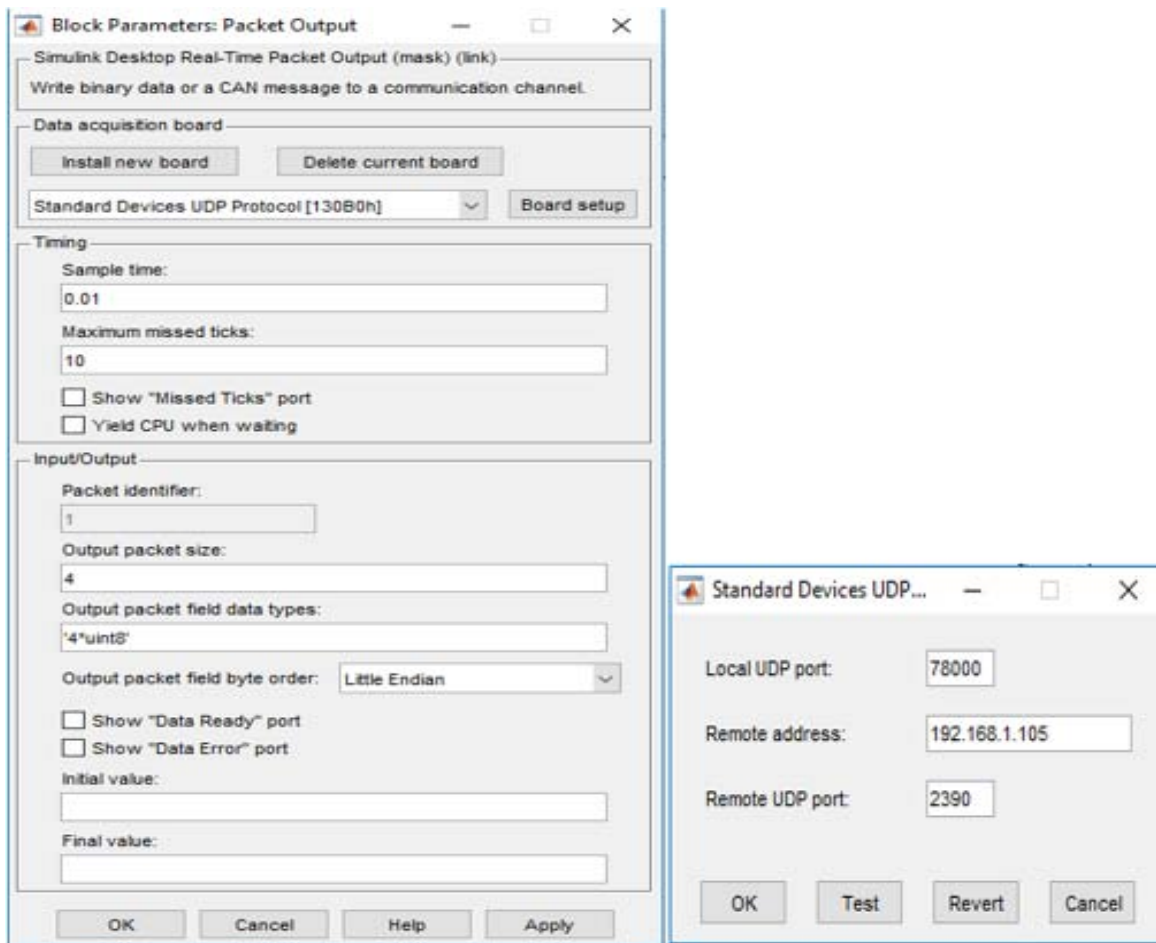 Block Parameters: Packet Output
Simulink Desktop Real-Time Packet Output (mask) (link)
Write binary data or a CAN message to a communication channel.
Data acquisition board
Install new board Delete current board
Standard Devices UDP Protocol [130B0h] Board setup
Timing
Sample time:
0.01
Maximum missed ticks:
10
Show "Missed Ticks" port
Yield CPU when waiting
Input/Output
Packet identifier:
1
Output packet size:
4
Output packet field data types:
'4*uint8'
Output packet field byte order: Little Endian
Show "Data Ready" port
Show "Data Error" port
Initial value:
Final value:
OK Cancel Help Apply
Standard Devices UDP...
Local UDP port: 78000
Remote address: 192.168.1.105
Remote UDP port: 2390
OK Test Revert Cancel